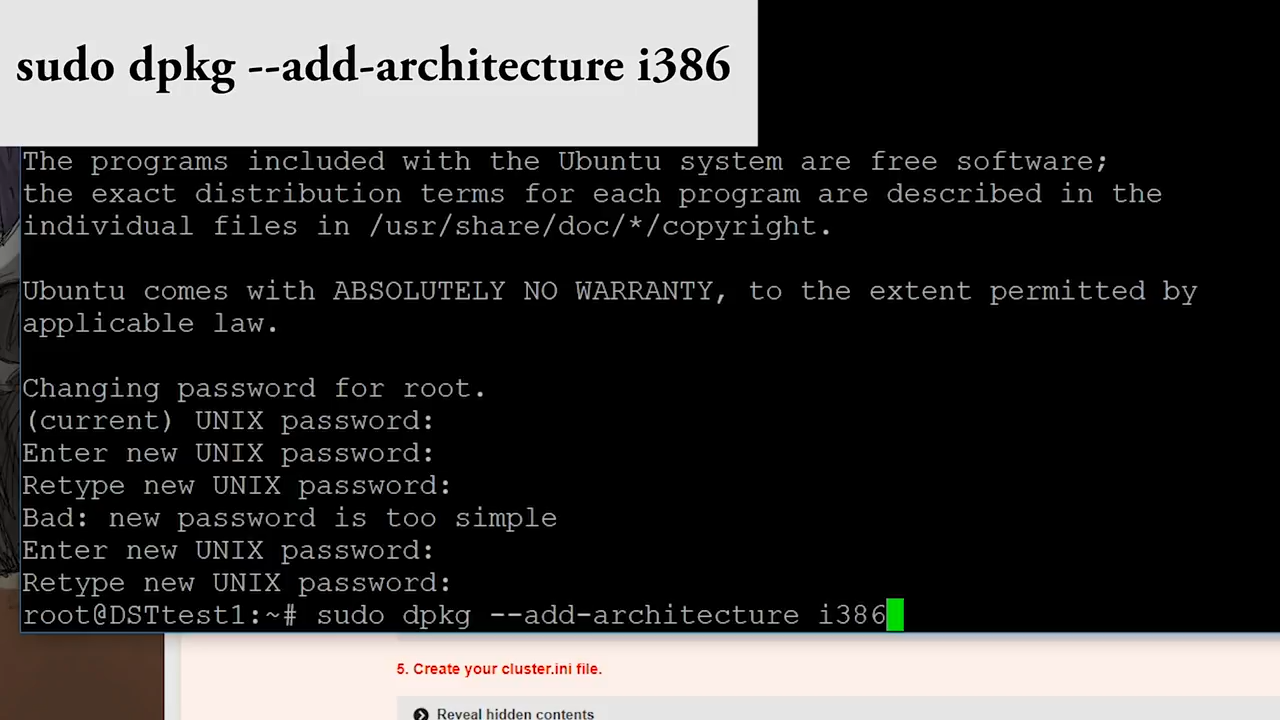 sudo dpkg --add-architecture i386
The programs included with the Ubuntu system are free software;
the exact distribution terms for each program are described in the
individual files in /usr/share/doc/*/copyright.
Ubuntu comes with ABSOLUTELY NO WARRANTY, to the extent permitted by
applicable law.
Changing password for root.
(current) UNIX password:
Enter new UNIX password:
Retype new UNIX password:
Bad: new password is too simple
Enter new UNIX password:
Retype new UNIX password:
root@DSTtest1:~# sudo dpkg --add-architecture i386
5. Create your cluster.ini file.
Reveal hidden contents